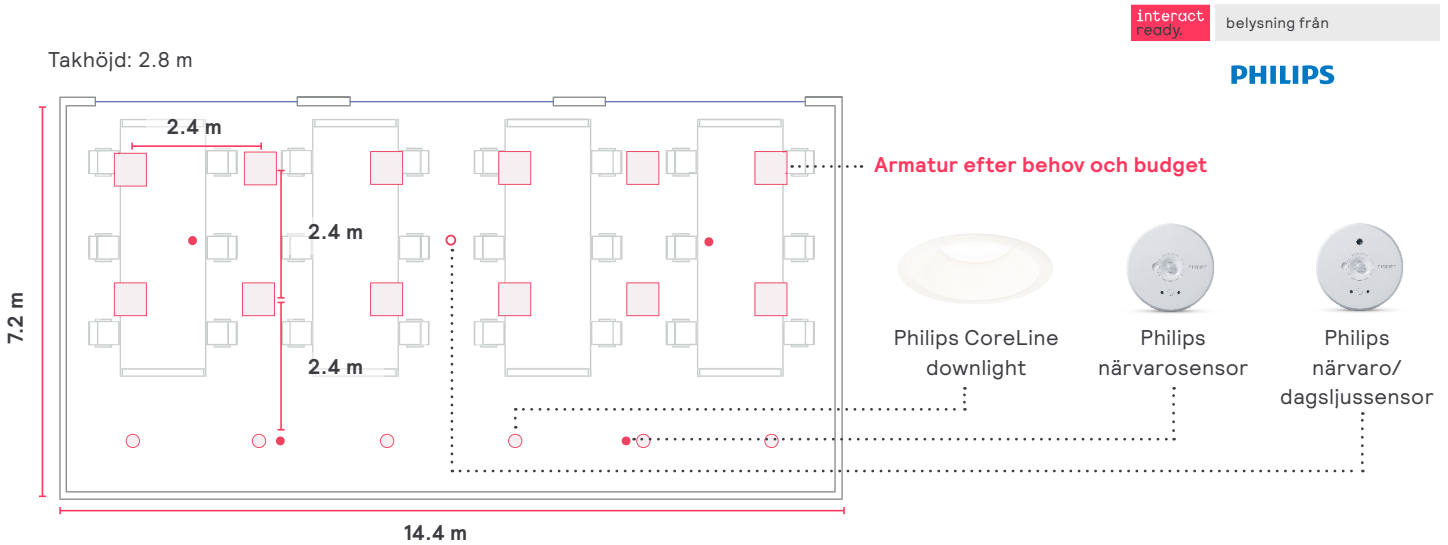 interact
ready.
belysning från
PHILIPS
Takhöjd: 2.8 m
2.4 m
Armatur efter behov och budget
2.4 m
7.2 m
2.4 m
Philips CoreLine
downlight
Philips
närvarosensor
Philips
närvaro/
dagsljussensor
14.4 m